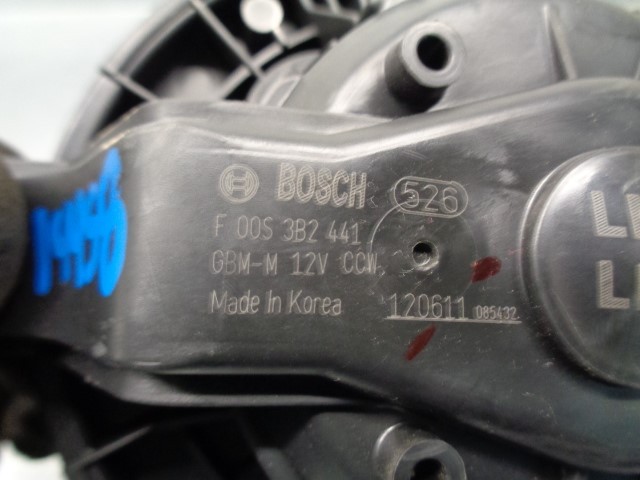 BOSCH 526
F 00S 3B2 441
GBM-M 12V CCW
Made In Korea 120611 085432